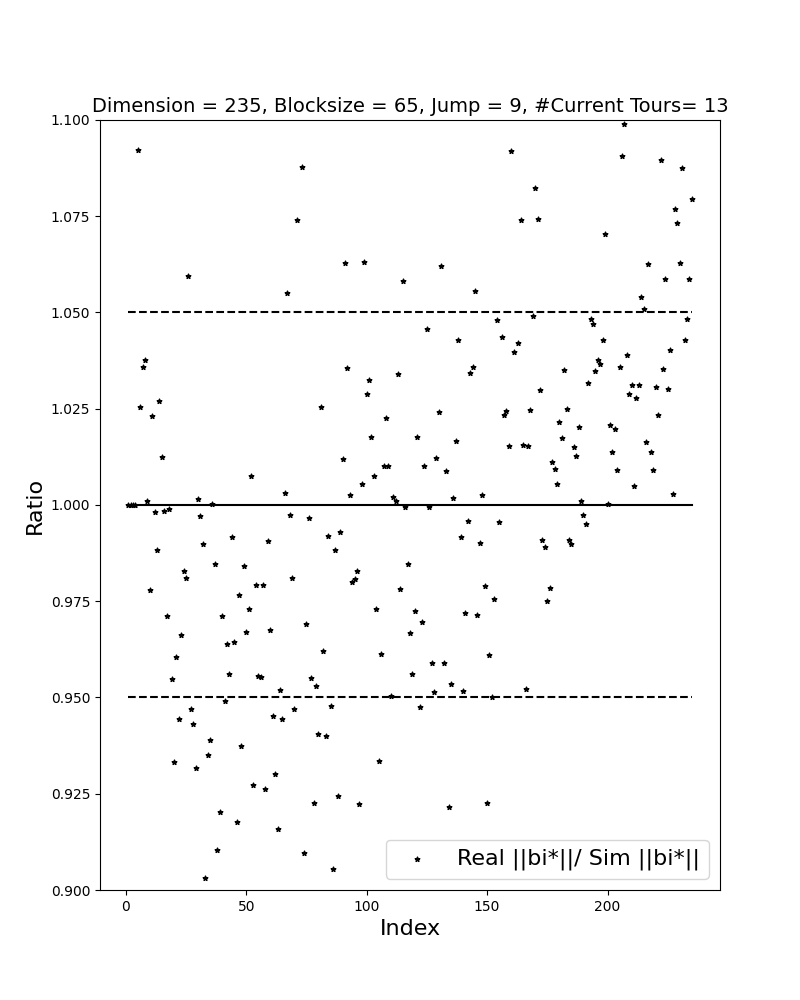 Dimension = 235, Blocksize = 65, Jump = 9, #Current Tours= 13
1.100
1.075
1.050
1.025
1.000
0.975
0.950
0.925
0.900
Ratio
Real ||bi*||/ Sim ||bi*||
0 50 100 150 200
Index